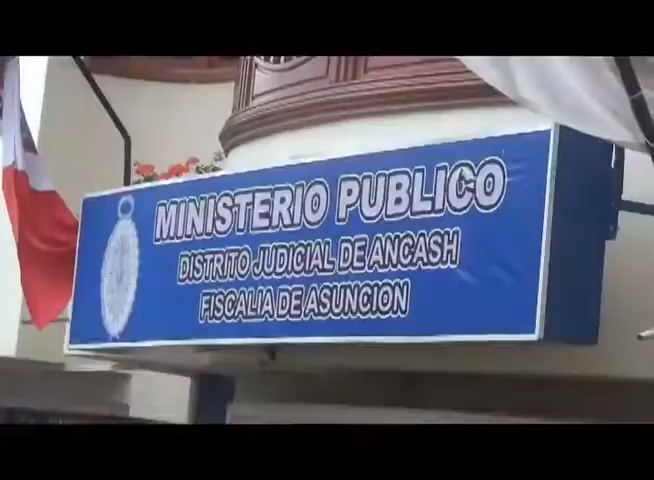 MINISTERIO PUBLICO
DISTRITO JUDICIAL DE ANCASH
FISCALIA DE ASUNCION